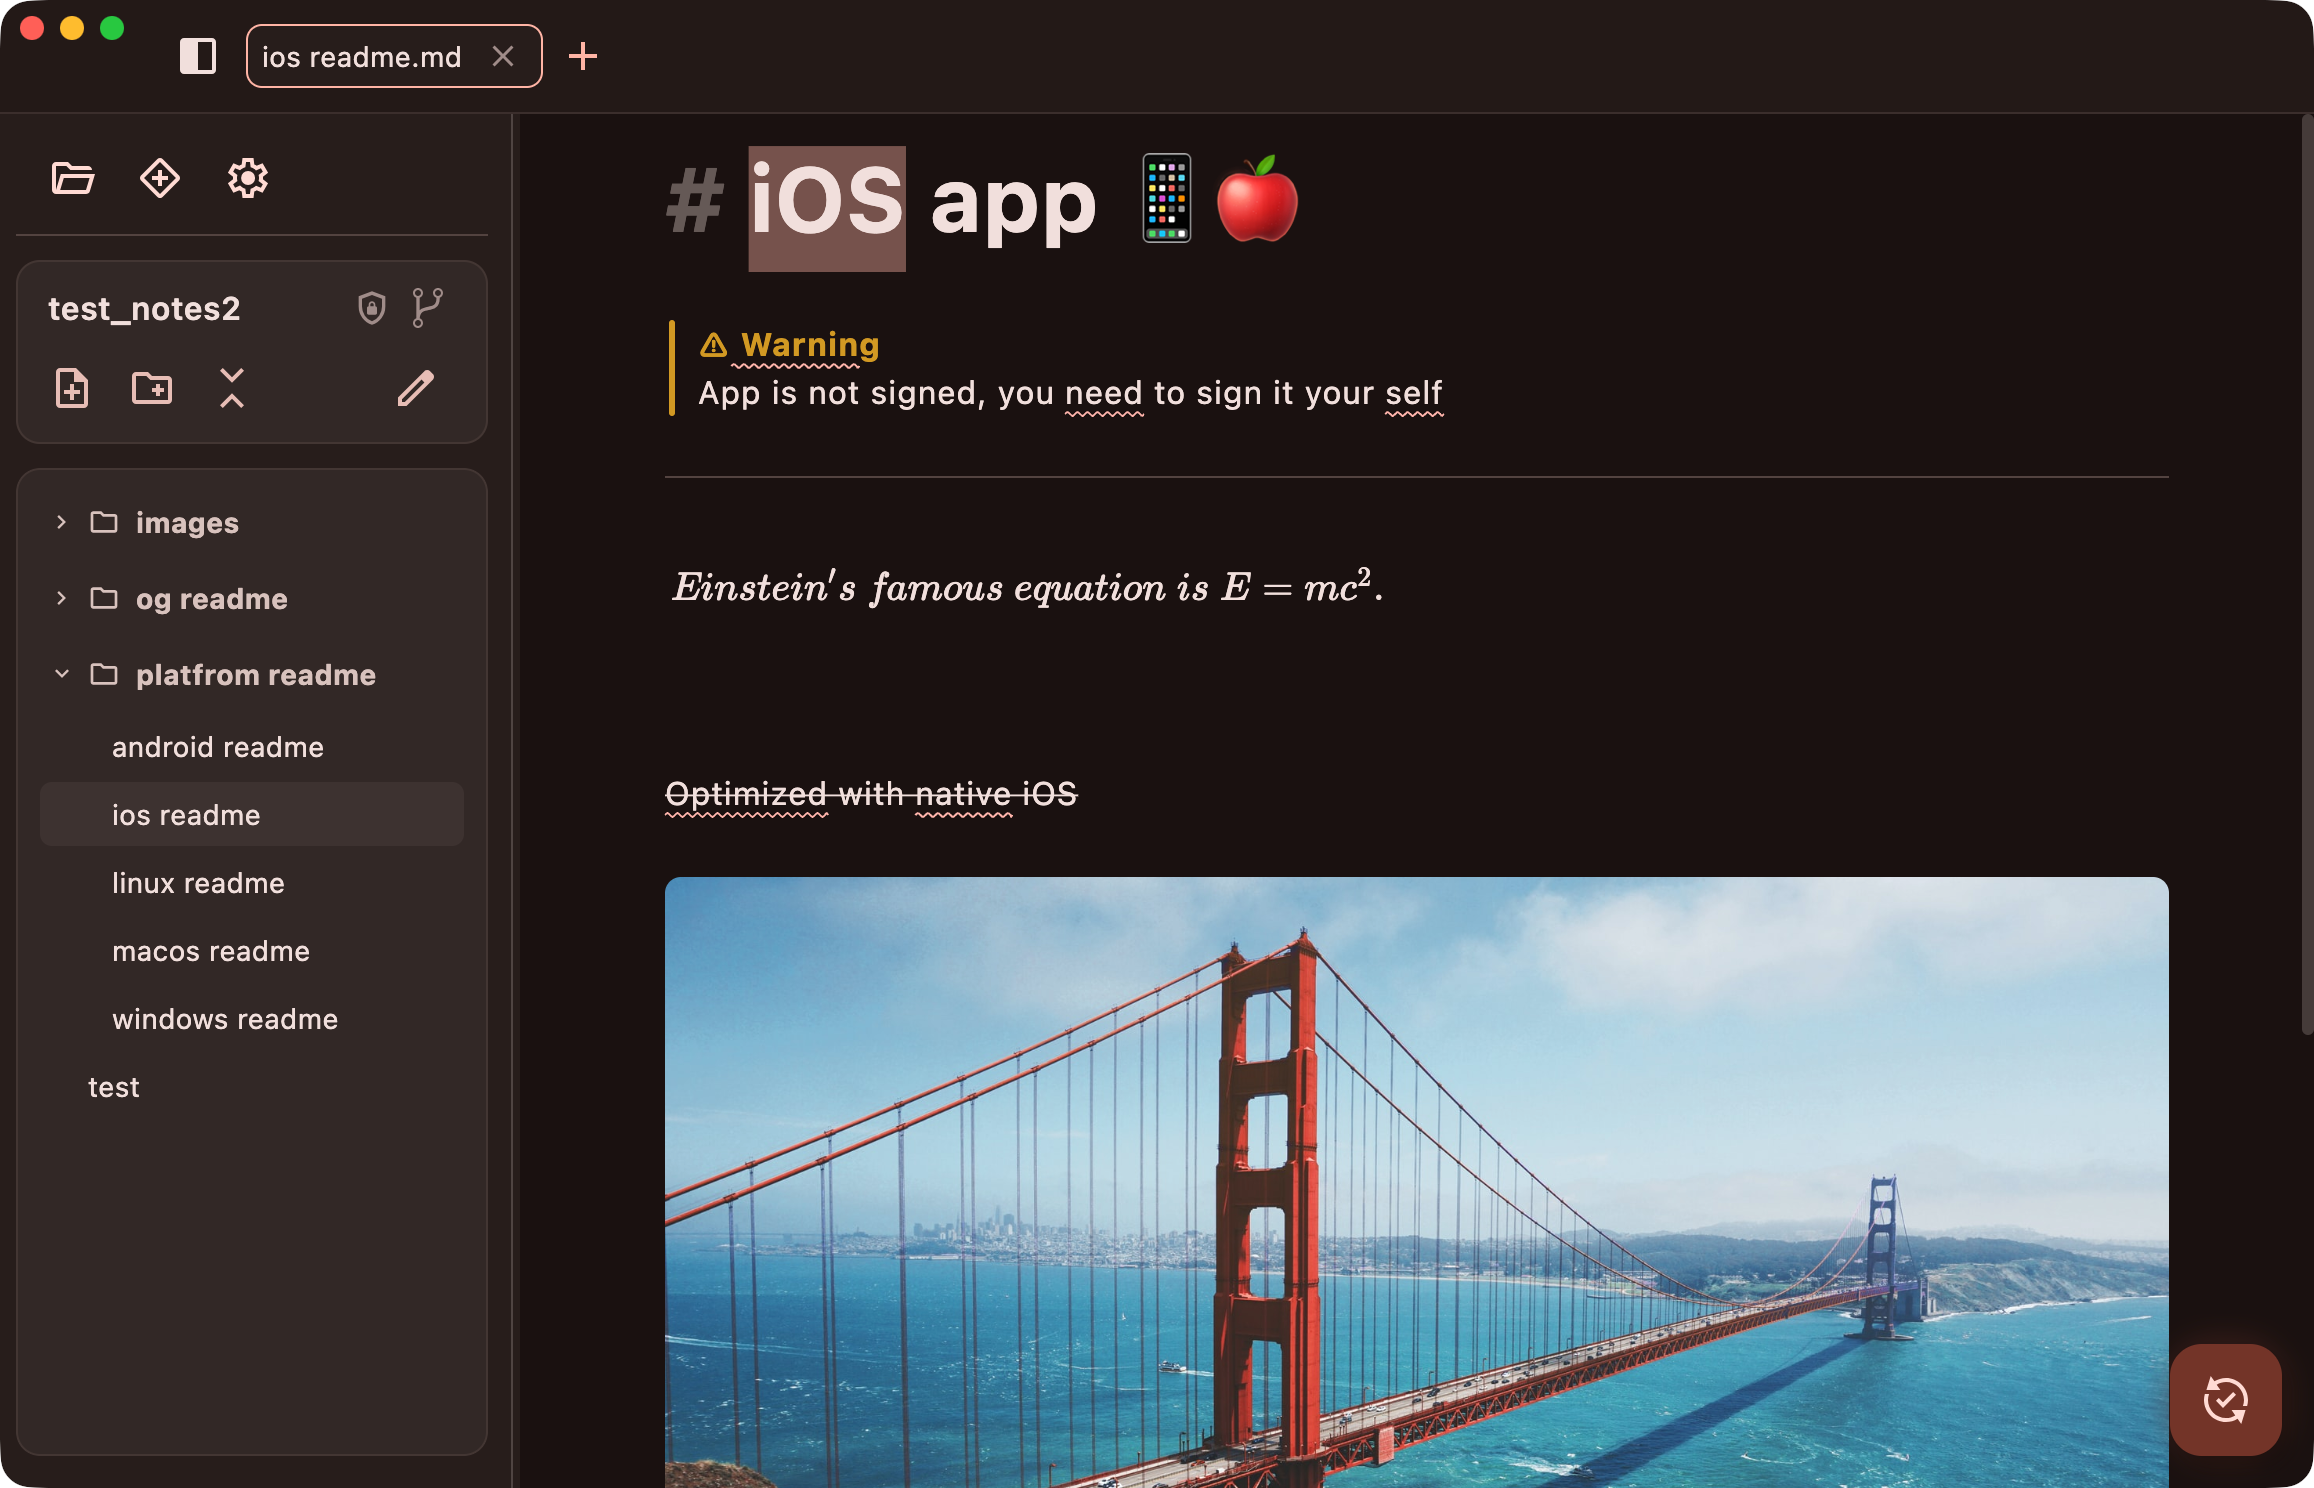 ios readme.md
test_notes2
images
og readme
platfrom readme
android readme
ios readme
linux readme
macos readme
windows readme
test
# iOS app 📱🍎
Warning
App is not signed, you need to sign it your self
Einstein's famous equation is E = mc².
Optimized with native iOS